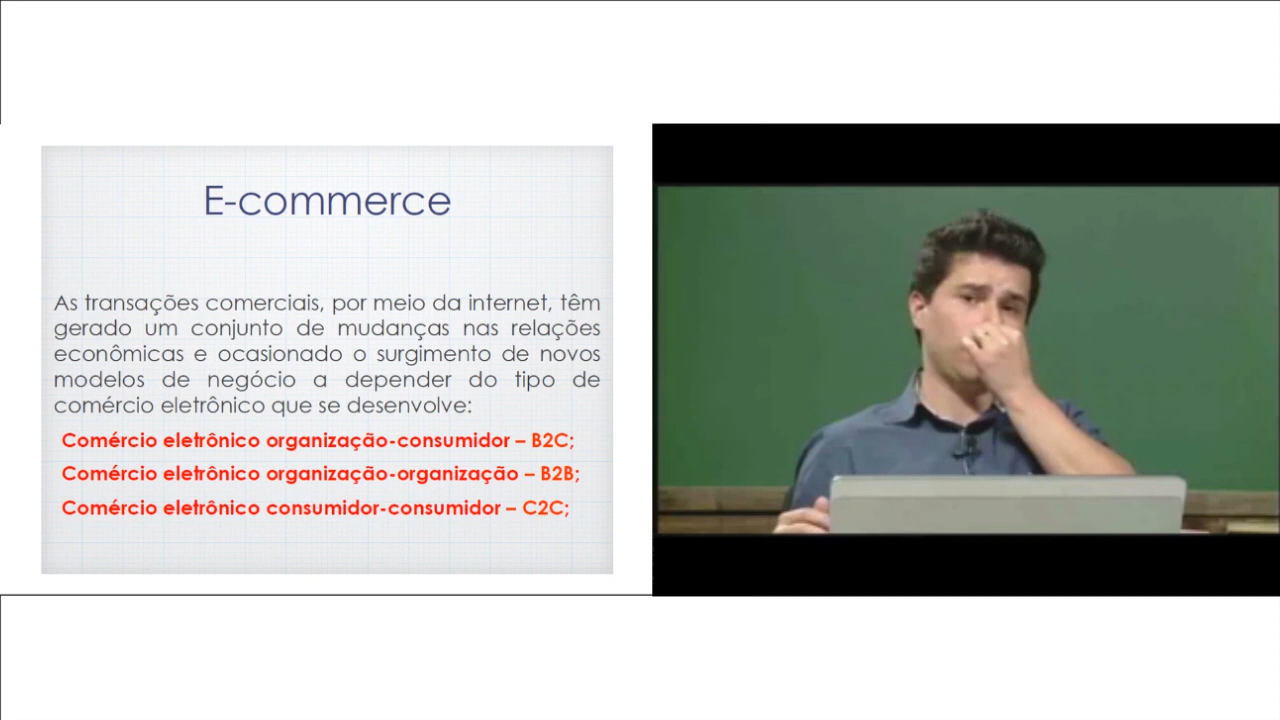 E-commerce
As transações comerciais, por meio da internet, têm
gerado um conjunto de mudanças nas relações
econômicas e ocasionado o surgimento de novos
modelos de negócio a depender do tipo de
comércio eletrônico que se desenvolve:
Comércio eletrônico organização-consumidor – B2C;
Comércio eletrônico organização-organização – B2B;
Comércio eletrônico consumidor-consumidor – C2C;